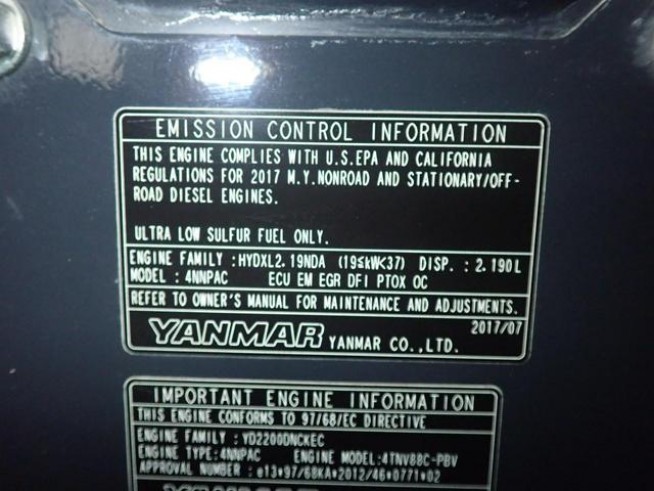 EMISSION CONTROL INFORMATION
THIS ENGINE COMPLIES WITH U.S.EPA AND CALIFORNIA
REGULATIONS FOR 2017 M.Y.NONROAD AND STATIONARY/OFF-
ROAD DIESEL ENGINES.
ULTRA LOW SULFUR FUEL ONLY.
ENGINE FAMILY : HYDXL2.19NDA (19≤kW<37) DISP. : 2.190L
MODEL : 4NNPAC ECU EM EGR DFI PTOX OC
REFER TO OWNER'S MANUAL FOR MAINTENANCE AND ADJUSTMENTS.
2017/07
YANMAR YANMAR CO.,LTD.
IMPORTANT ENGINE INFORMATION
THIS ENGINE CONFORMS TO 97/68/EC DIRECTIVE
ENGINE FAMILY : YD2200DNCKEC
ENGINE TYPE:4NNPAC ENGINE MODEL:4TNV88C-PBV
APPROVAL NUMBER : e13*97/68KA*2012/46*0771*02